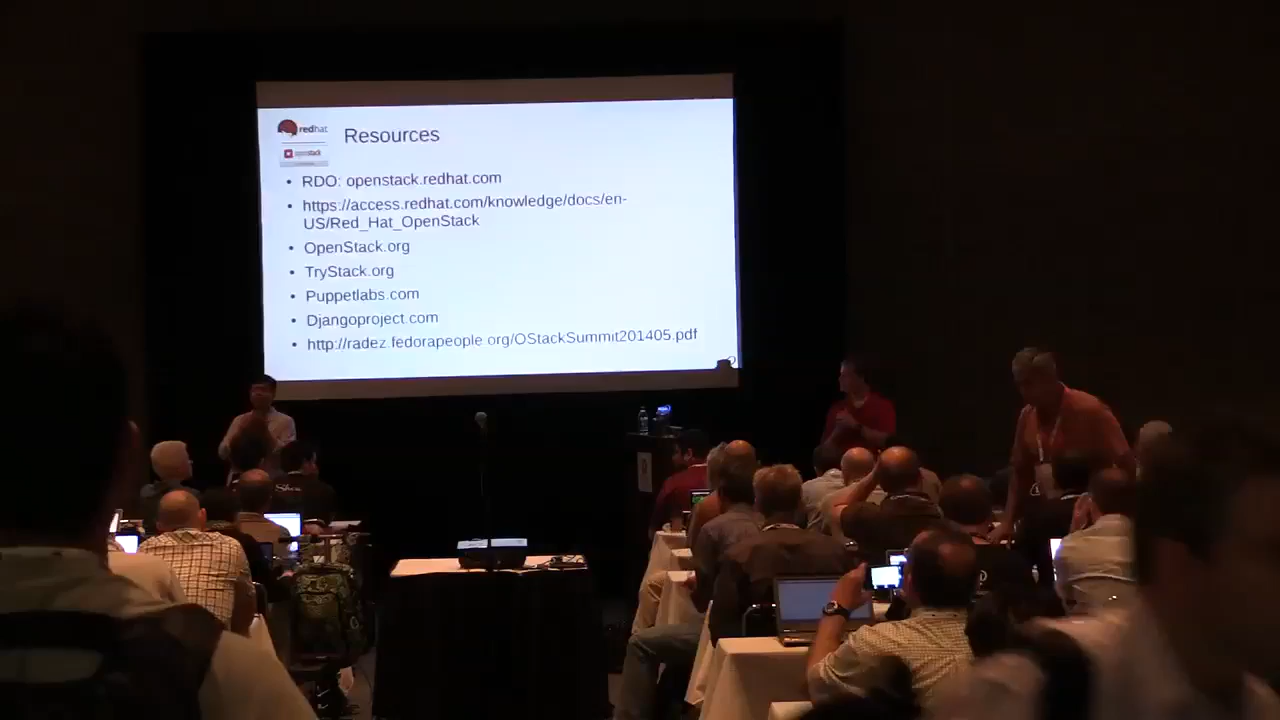 redhat
openstack
Resources
• RDO: openstack.redhat.com
• https://access.redhat.com/knowledge/docs/en-
US/Red_Hat_OpenStack
• OpenStack.org
• TryStack.org
• Puppetlabs.com
• Djangoproject.com
• http://radez.fedorapeople.org/OStackSummit201405.pdf